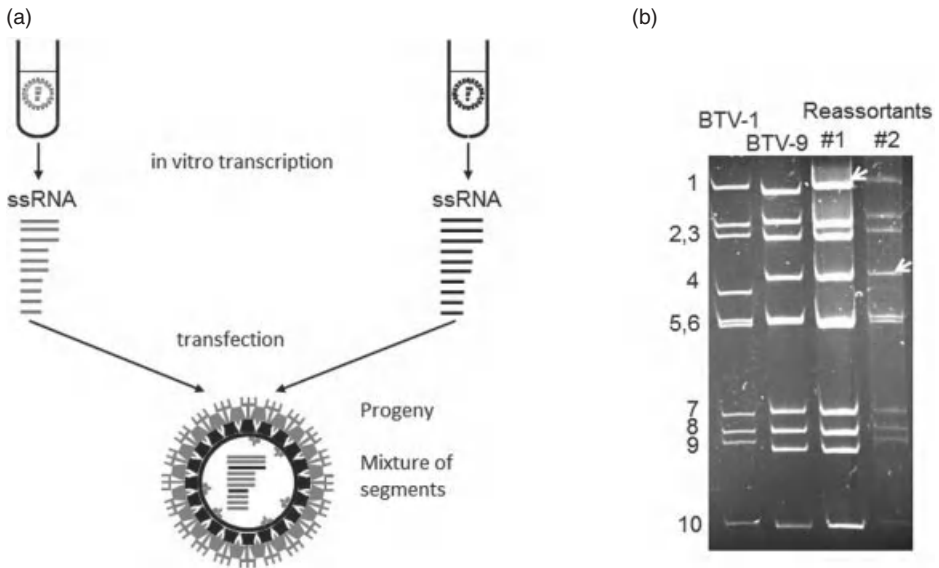 (a)
in vitro transcription
ssRNA ssRNA
transfection
Progeny
Mixture of
segments
(b)
Reassortants
BTV-1
BTV-9 #1 #2
1
2,3
4
5,6
7
8
9
10